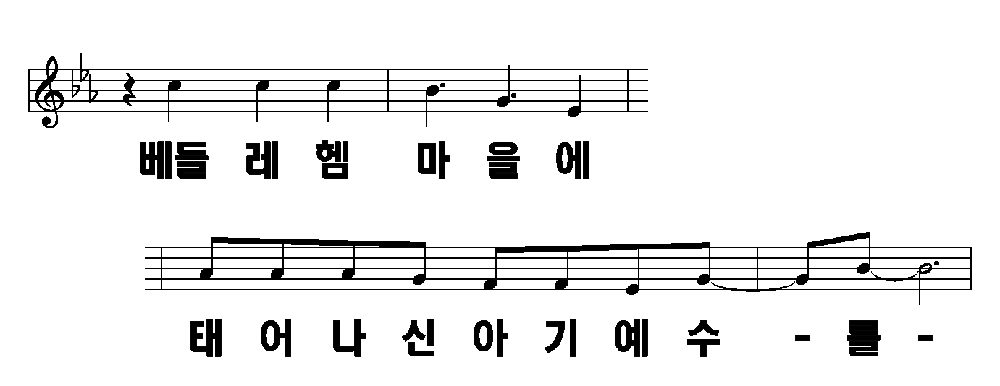 베들 레 헴 마 을 에
태 어 나 신 아 기 예 수 - 를 -